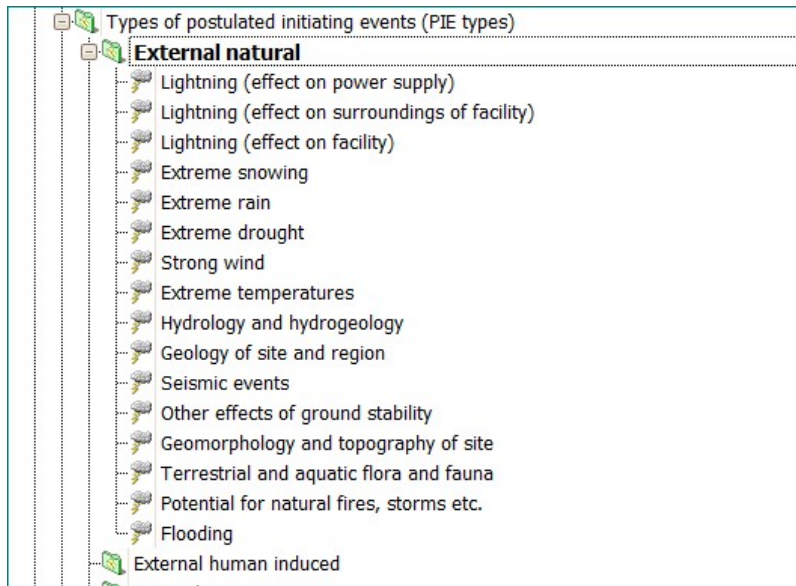 Types of postulated initiating events (PIE types)
External natural
Lightning (effect on power supply)
Lightning (effect on surroundings of facility)
Lightning (effect on facility)
Extreme snowing
Extreme rain
Extreme drought
Strong wind
Extreme temperatures
Hydrology and hydrogeology
Geology of site and region
Seismic events
Other effects of ground stability
Geomorphology and topography of site
Terrestrial and aquatic flora and fauna
Potential for natural fires, storms etc.
Flooding
External human induced